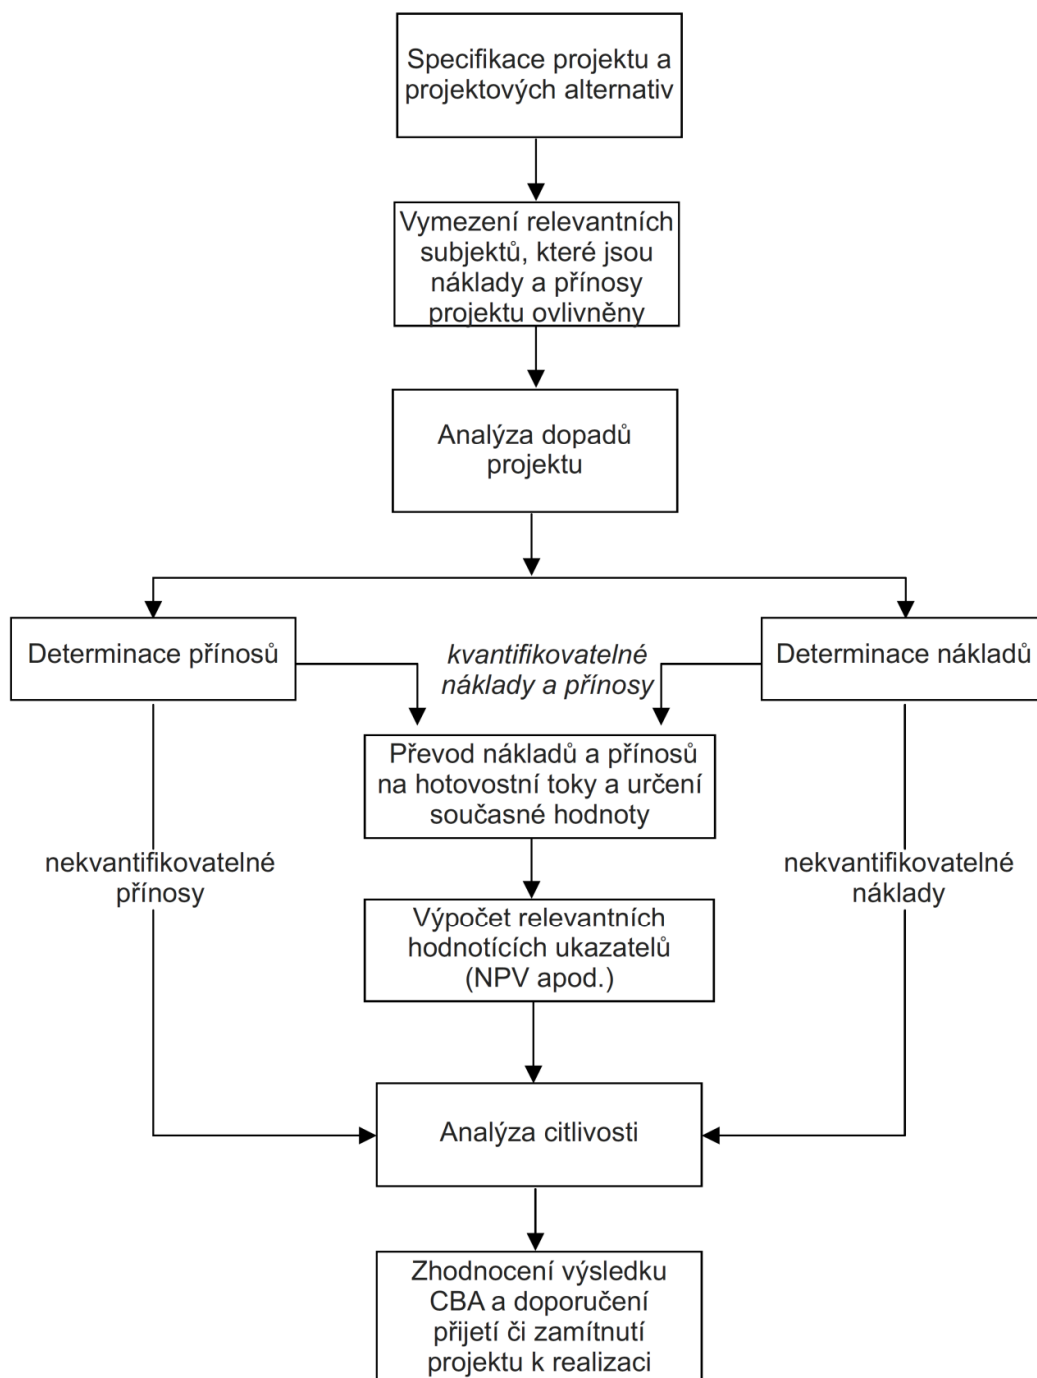 Specifikace projektu a
projektových alternativ
Vymezení relevantních
subjektů, které jsou
náklady a přínosy
projektu ovlivněny
Analýza dopadů
projektu
Determinace přínosů
kvantifikovatelné
náklady a přínosy
Determinace nákladů
Převod nákladů a přínosů
na hotovostní toky a určení
současné hodnoty
nekvantifikovatelné
přínosy
nekvantifikovatelné
náklady
Výpočet relevantních
hodnotících ukazatelů
(NPV apod.)
Analýza citlivosti
Zhodnocení výsledku
CBA a doporučení
přijetí či zamítnutí
projektu k realizaci